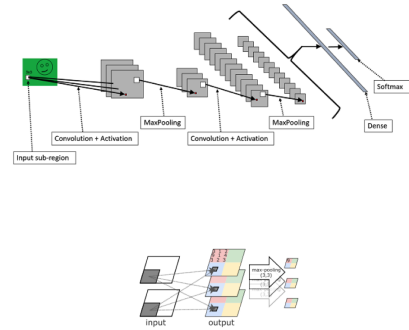 Softmax
Dense
MaxPooling
Convolution + Activation
MaxPooling
Convolution + Activation
Input sub-region
max-pooling
(3,3)
input
output